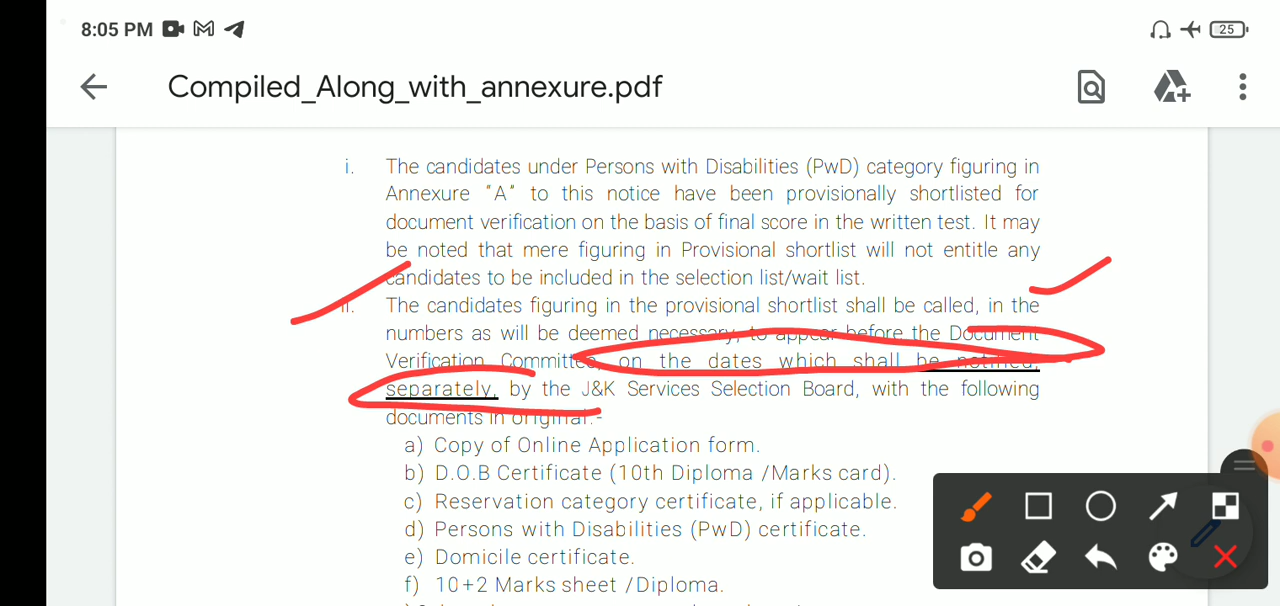 8:05 PM
25
Compiled_Along_with_annexure.pdf
i. The candidates under Persons with Disabilities (PwD) category figuring in
Annexure "A" to this notice have been provisionally shortlisted for
document verification on the basis of final score in the written test. It may
be noted that mere figuring in Provisional shortlist will not entitle any
candidates to be included in the selection list/wait list.
ii. The candidates figuring in the provisional shortlist shall be called, in the
numbers as will be deemed necessary, to appear before the Document
Verification Committee, on the dates which shall be notified,
separately, by the J&K Services Selection Board, with the following
documents in original:-
a) Copy of Online Application form.
b) D.O.B Certificate (10th Diploma /Marks card).
c) Reservation category certificate, if applicable.
d) Persons with Disabilities (PwD) certificate.
e) Domicile certificate.
f) 10+2 Marks sheet /Diploma.